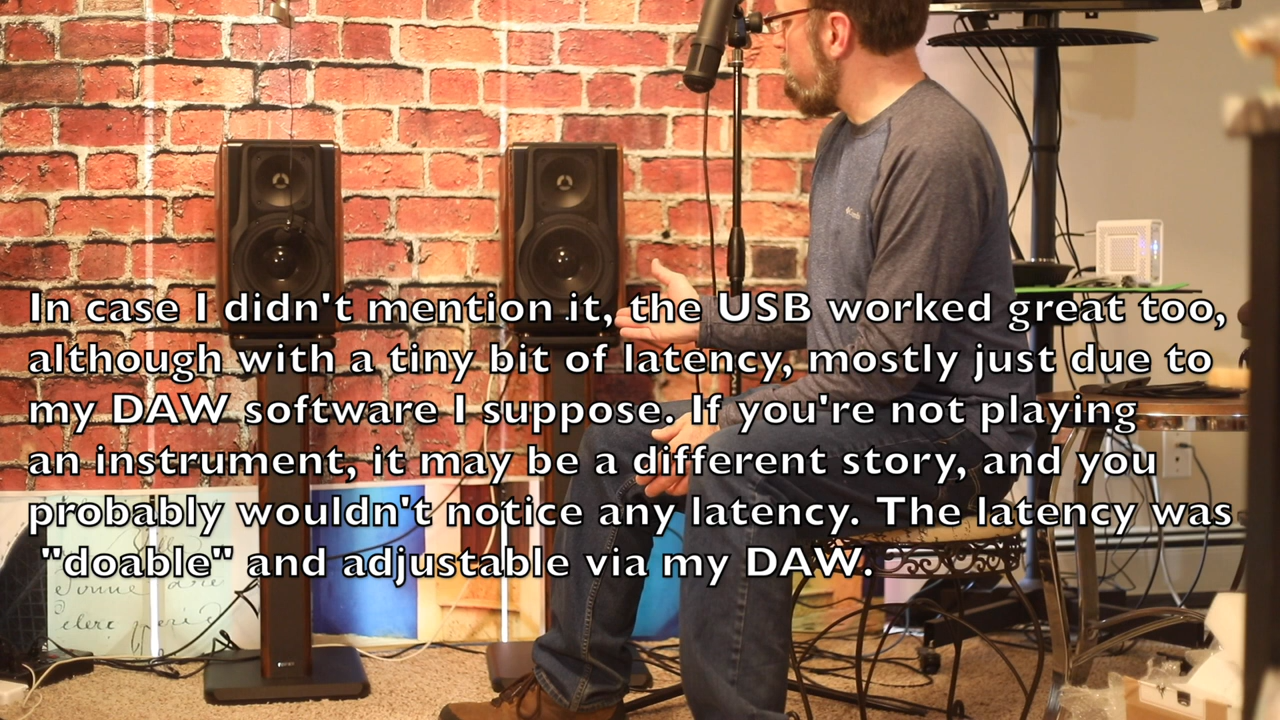 In case I didn't mention it, the USB worked great too,
although with a tiny bit of latency, mostly just due to
my DAW software I suppose. If you're not playing
an instrument, it may be a different story, and you
probably wouldn't notice any latency. The latency was
"doable" and adjustable via my DAW.